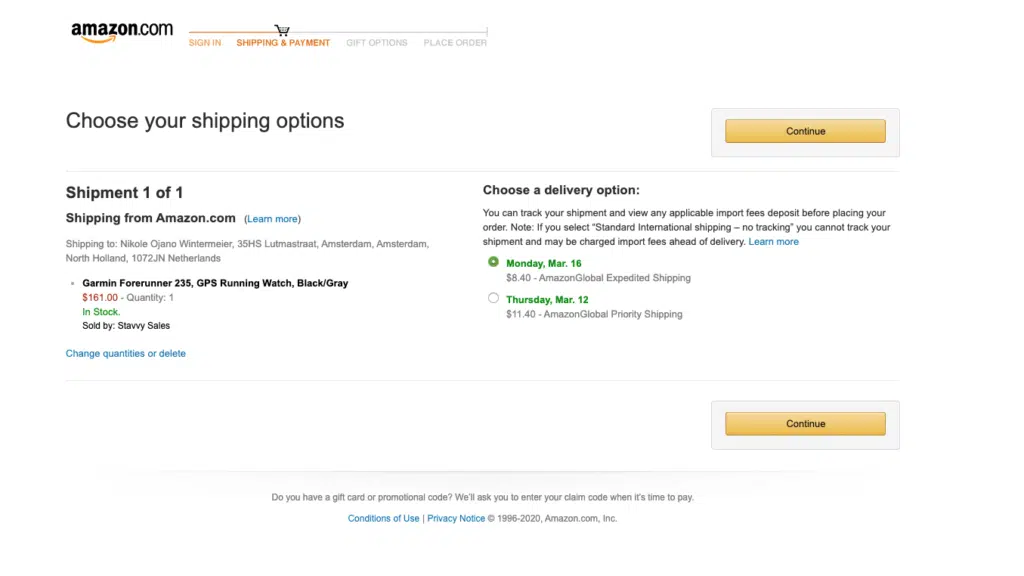 amazon.com
SIGN IN SHIPPING & PAYMENT GIFT OPTIONS PLACE ORDER
Choose your shipping options
Continue
Shipment 1 of 1
Shipping from Amazon.com (Learn more)
Shipping to: Nikole Ojano Wintermeier, 35HS Lutmastraat, Amsterdam, Amsterdam,
North Holland, 1072JN Netherlands
Garmin Forerunner 235, GPS Running Watch, Black/Gray
$161.00 - Quantity: 1
In Stock.
Sold by: Stavvy Sales
Change quantities or delete
Choose a delivery option:
You can track your shipment and view any applicable import fees deposit before placing your
order. Note: If you select “Standard International shipping – no tracking” you cannot track your
shipment and may be charged import fees ahead of delivery. Learn more
Monday, Mar. 16
$8.40 - AmazonGlobal Expedited Shipping
Thursday, Mar. 12
$11.40 - AmazonGlobal Priority Shipping
Continue
Do you have a gift card or promotional code? We'll ask you to enter your claim code when it's time to pay.
Conditions of Use | Privacy Notice © 1996-2020, Amazon.com, Inc.